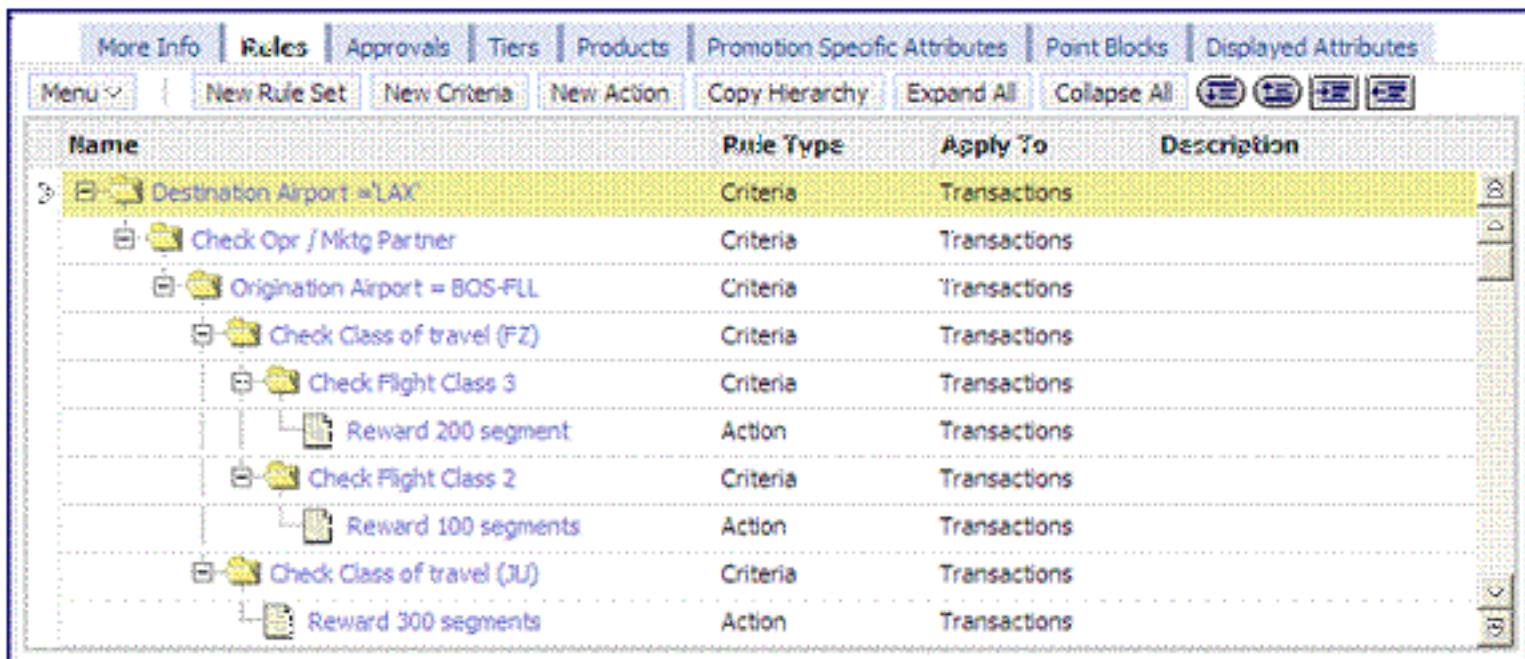 More Info Rules Approvals Tiers Products Promotion Specific Attributes Point Blocks Displayed Attributes
Menu New Rule Set New Criteria New Action Copy Hierarchy Expand All Collapse All
Name Rule Type Apply To Description
Destination Airport ='LAX' Criteria Transactions
Check Opr / Mktg Partner Criteria Transactions
Origination Airport = BOS-FLL Criteria Transactions
Check Class of travel (FZ) Criteria Transactions
Check Flight Class 3 Criteria Transactions
Reward 200 segment Action Transactions
Check Flight Class 2 Criteria Transactions
Reward 100 segments Action Transactions
Check Class of travel (JU) Criteria Transactions
Reward 300 segments Action Transactions